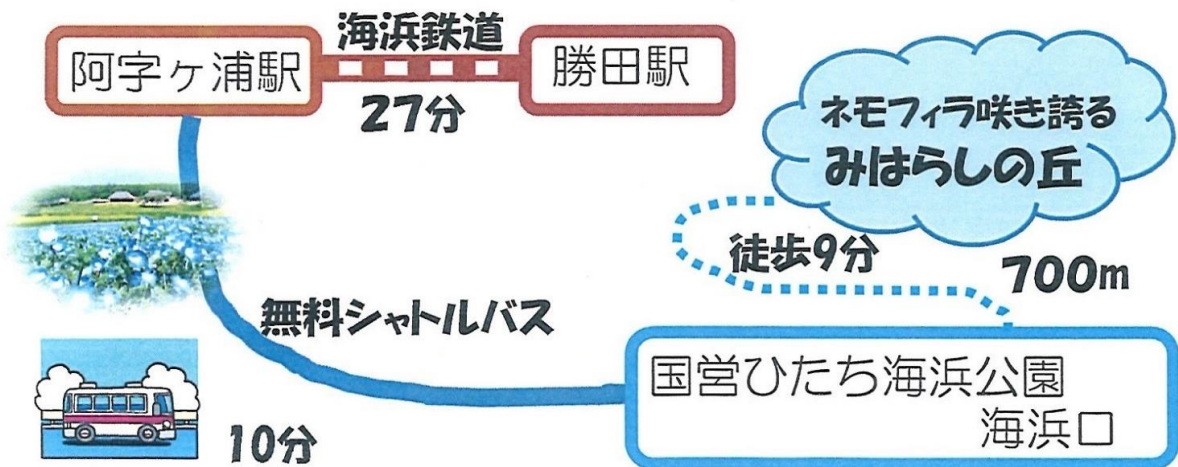 海浜鉄道
阿字ヶ浦駅
勝田駅
27分
ネモフィラ咲き誇る
みはらしの丘
徒歩9分
700m
無料シャトルバス
10分
国営ひたち海浜公園
海浜口